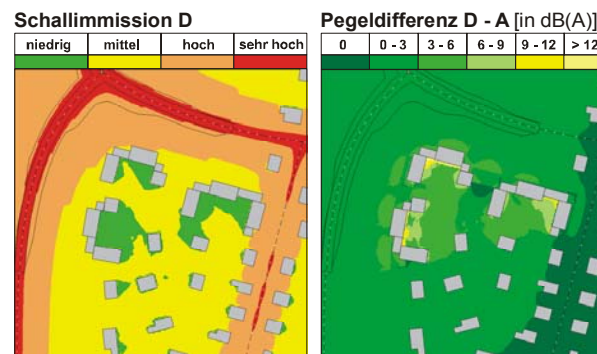 Schallimmission D
niedrig mittel hoch sehr hoch
Pegeldifferenz D - A [in dB(A)]
0 0 - 3 3 - 6 6 - 9 9 - 12 > 12